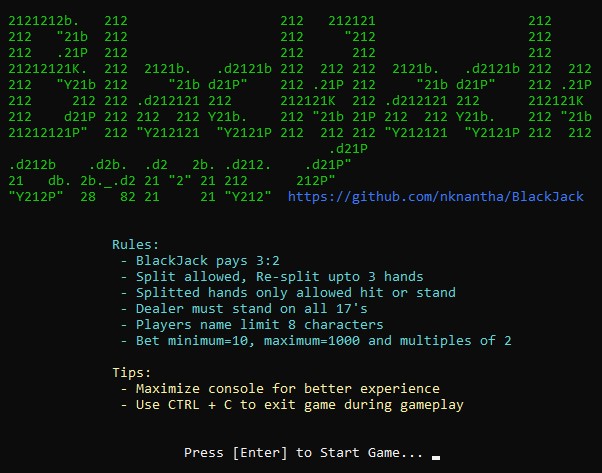 2121212b.   212                   212   212121                   212
212   "21b  212                   212      "212                   212
212   .21P  212                   212       212                   212
21212121K.  212  2121b.   .d2121b 212  212 212  2121b.   .d2121b 212  212
212    "Y21b 212     "21b d21P"   212 .21P 212     "21b d21P"   212 .21P
212     212 212 .d212121 212      212121K  212 .d212121 212      212121K
212    d21P 212 212  212 Y21b.    212 "21b 21P 212  212 Y21b.    212 "21b
21212121P"  212 "Y212121  "Y2121P 212  212 212 "Y212121  "Y2121P 212  212
.d21P
.d212b    .d2b.  .d2   2b. .d212.    .d21P"
21   db. 2b._.d2 21 "2" 21 212      212P"
"Y212P"  28   82 21     21 "Y212"  https://github.com/nknantha/BlackJack
Rules:
- BlackJack pays 3:2
- Split allowed, Re-split upto 3 hands
- Splitted hands only allowed hit or stand
- Dealer must stand on all 17's
- Players name limit 8 characters
- Bet minimum=10, maximum=1000 and multiples of 2
Tips:
- Maximize console for better experience
- Use CTRL + C to exit game during gameplay
Press [Enter] to Start Game... _